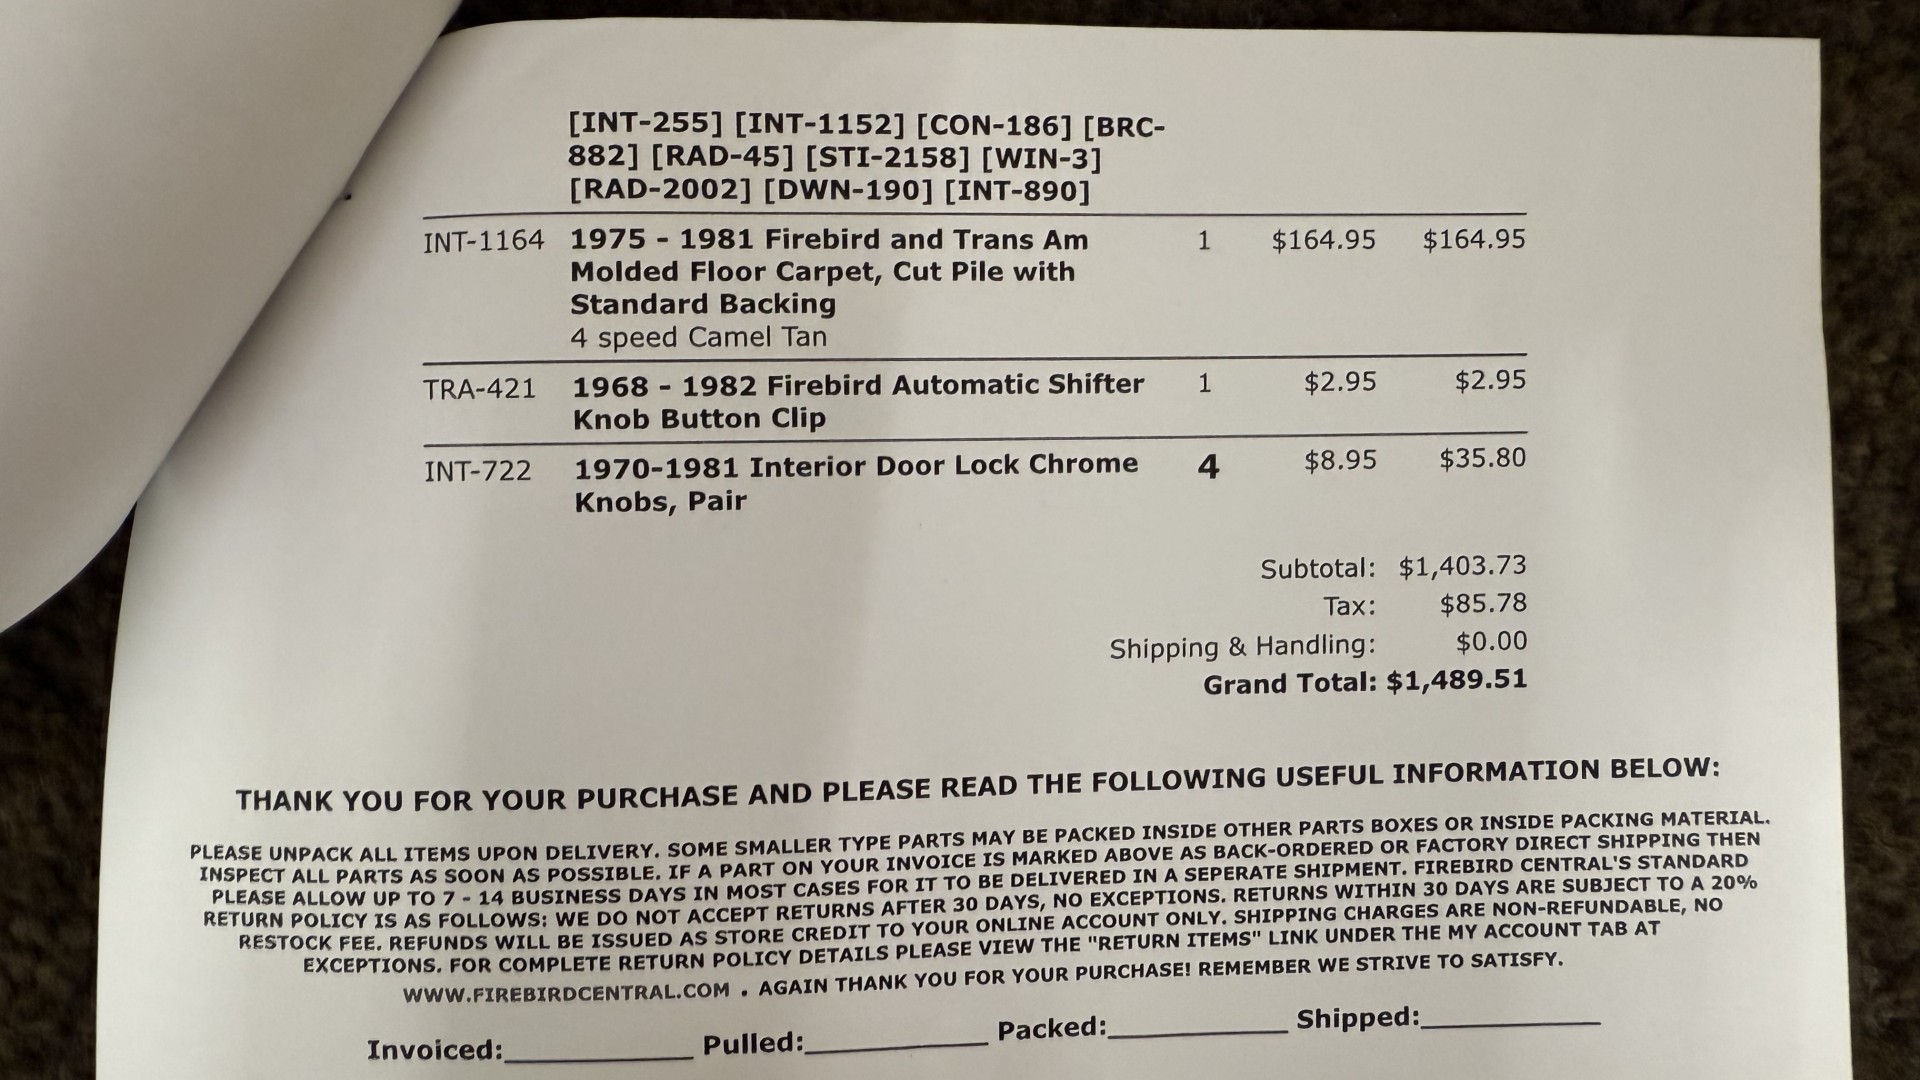 [INT-255] [INT-1152] [CON-186] [BRC-
882] [RAD-45] [STI-2158] [WIN-3]
[RAD-2002] [DWN-190] [INT-890]
INT-1164 1975 - 1981 Firebird and Trans Am 1 $164.95 $164.95
Molded Floor Carpet, Cut Pile with
Standard Backing
4 speed Camel Tan
TRA-421 1968 - 1982 Firebird Automatic Shifter 1 $2.95 $2.95
Knob Button Clip
INT-722 1970-1981 Interior Door Lock Chrome 4 $8.95 $35.80
Knobs, Pair
Subtotal: $1,403.73
Tax: $85.78
Shipping & Handling: $0.00
Grand Total: $1,489.51
THANK YOU FOR YOUR PURCHASE AND PLEASE READ THE FOLLOWING USEFUL INFORMATION BELOW:
PLEASE UNPACK ALL ITEMS UPON DELIVERY. SOME SMALLER TYPE PARTS MAY BE PACKED INSIDE OTHER PARTS BOXES OR INSIDE PACKING MATERIAL.
INSPECT ALL PARTS AS SOON AS POSSIBLE. IF A PART ON YOUR INVOICE IS MARKED ABOVE AS BACK-ORDERED OR FACTORY DIRECT SHIPPING THEN
PLEASE ALLOW UP TO 7 - 14 BUSINESS DAYS IN MOST CASES FOR IT TO BE DELIVERED IN A SEPERATE SHIPMENT. FIREBIRD CENTRAL'S STANDARD
RETURN POLICY IS AS FOLLOWS: WE DO NOT ACCEPT RETURNS AFTER 30 DAYS, NO EXCEPTIONS. RETURNS WITHIN 30 DAYS ARE SUBJECT TO A 20%
RESTOCK FEE. REFUNDS WILL BE ISSUED AS STORE CREDIT TO YOUR ONLINE ACCOUNT ONLY. SHIPPING CHARGES ARE NON-REFUNDABLE, NO
EXCEPTIONS. FOR COMPLETE RETURN POLICY DETAILS PLEASE VIEW THE "RETURN ITEMS" LINK UNDER THE MY ACCOUNT TAB AT
WWW.FIREBIRDCENTRAL.COM . AGAIN THANK YOU FOR YOUR PURCHASE! REMEMBER WE STRIVE TO SATISFY.
Invoiced:__________ Pulled:__________ Packed:__________ Shipped:__________